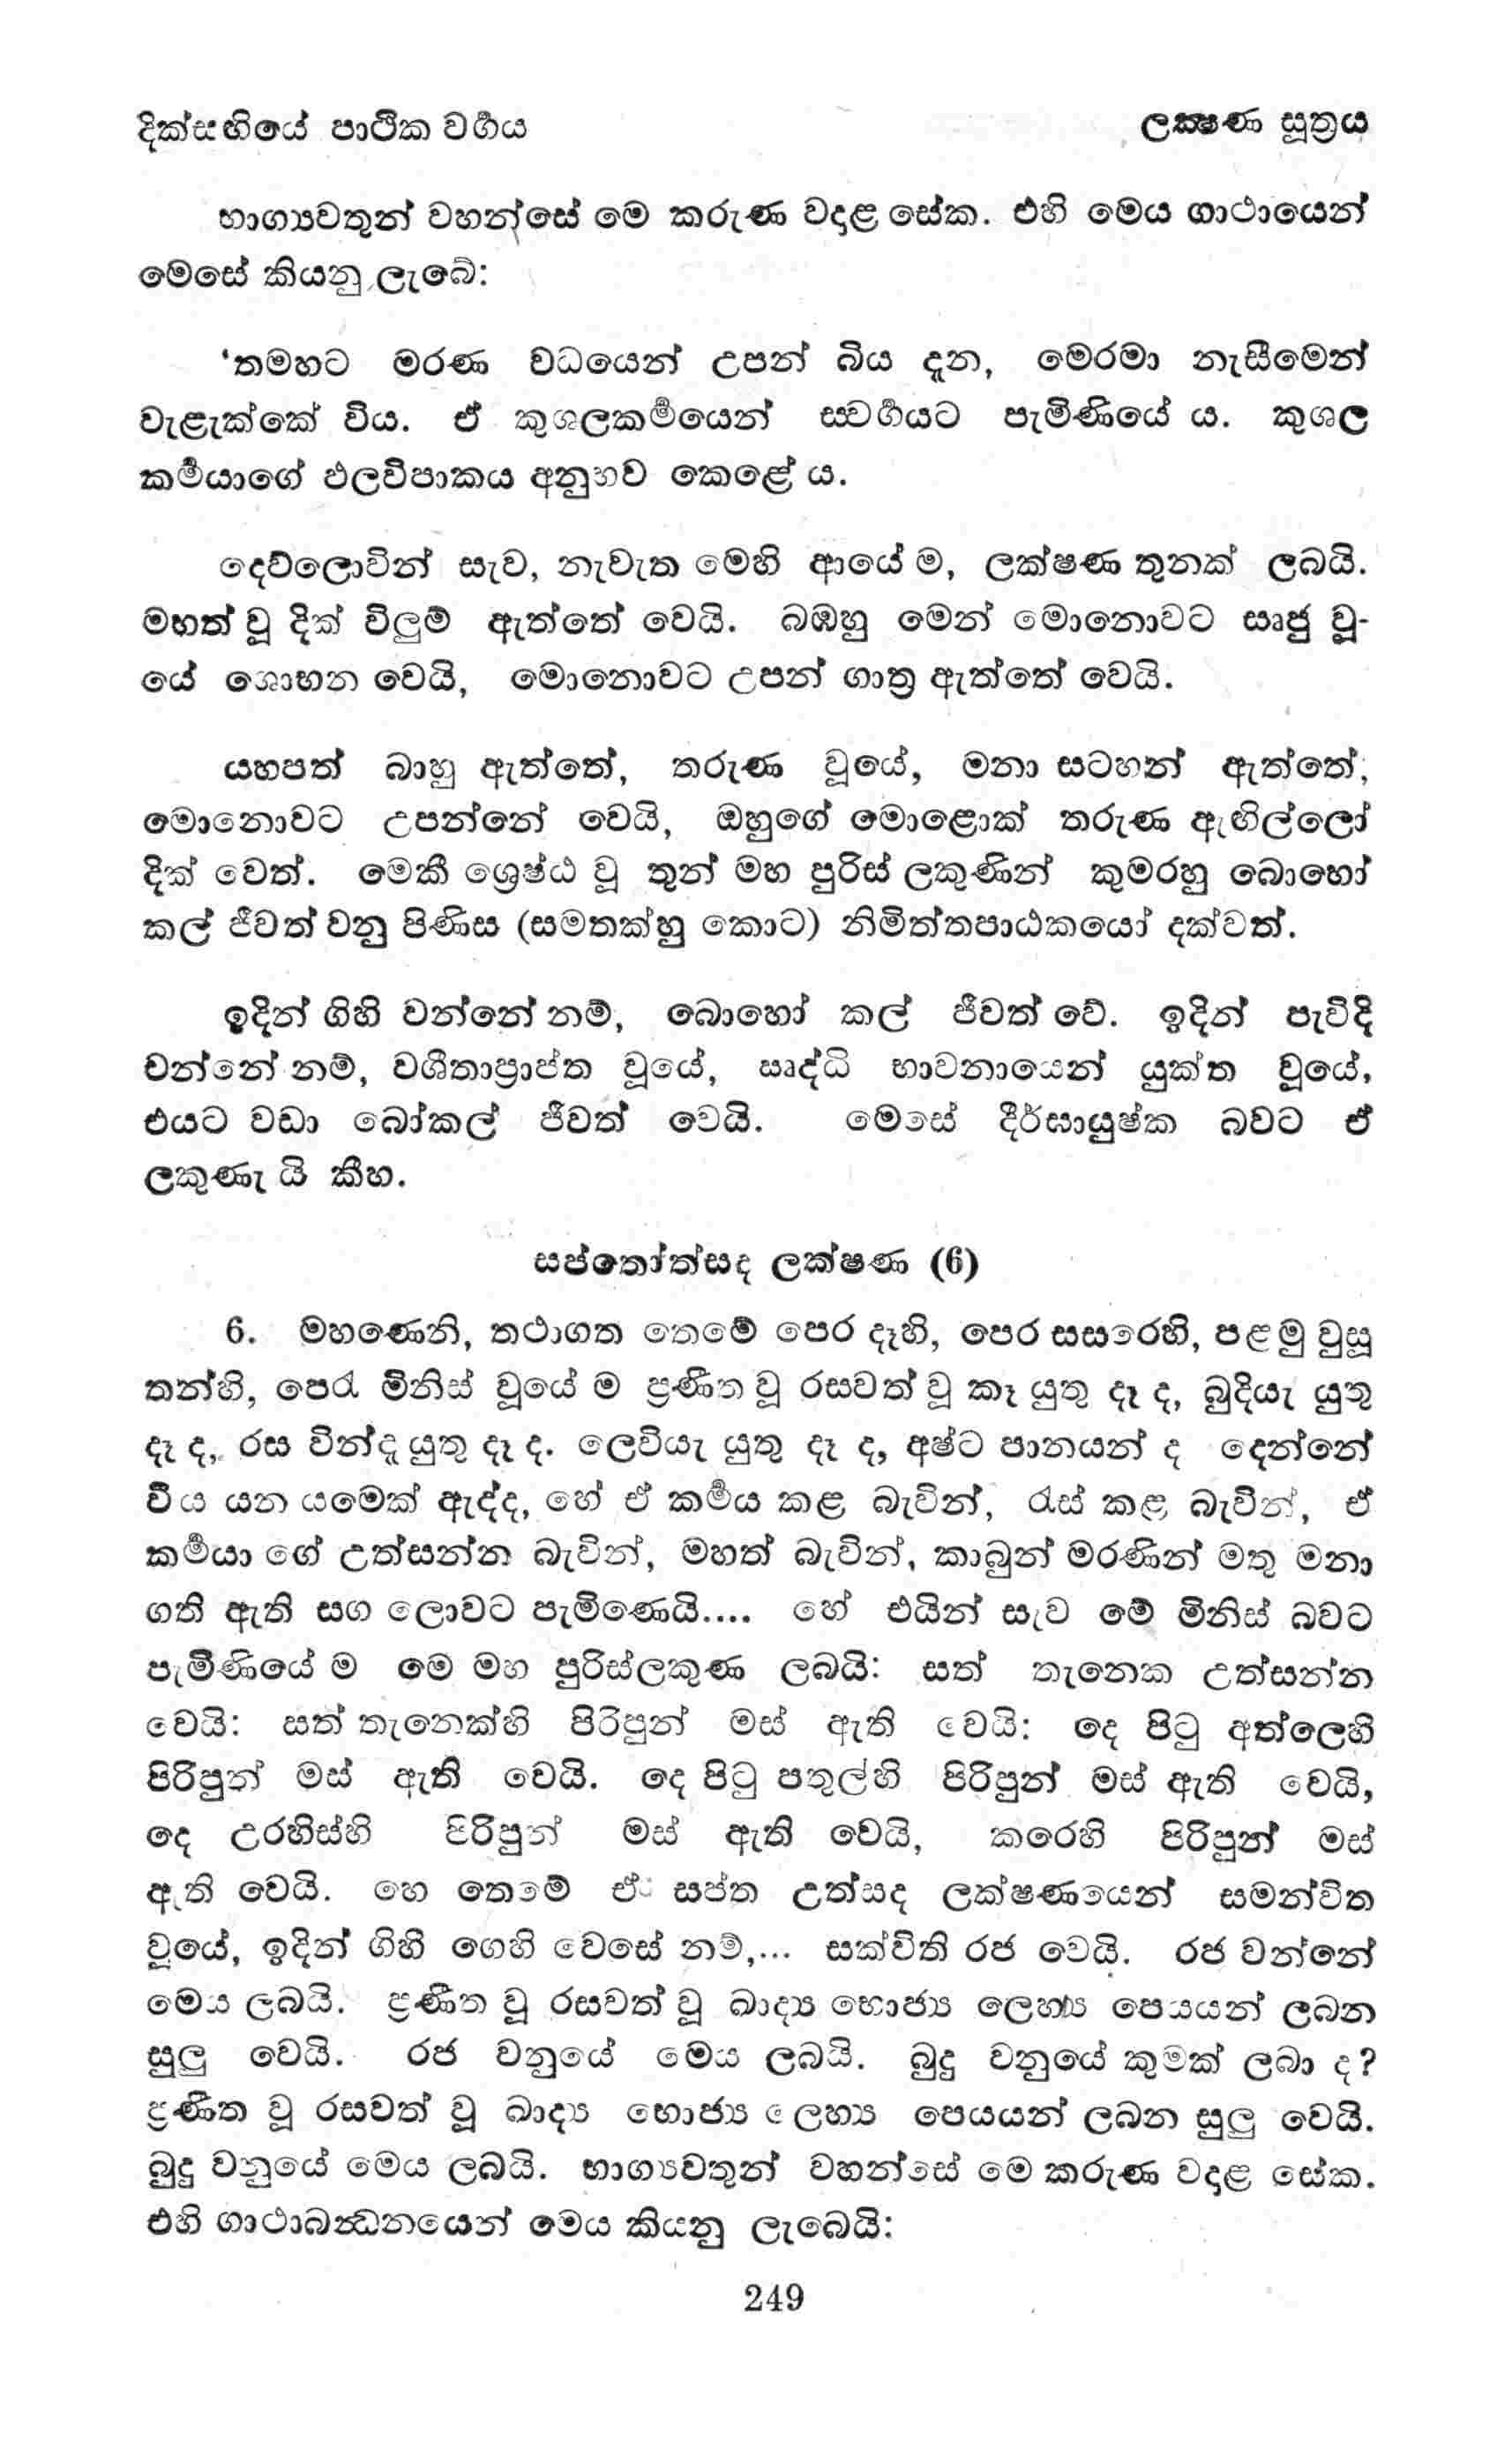 දික්සඟියේ පාථික වර්‍ගය ලක්‍ෂණ සූත්‍රය
භාග්‍යවතුන් වහන්සේ මෙ කරුණ වදාළ සේක. එහි මෙය ගාථායෙන්
මෙසේ කියනු ලැබේ:
‘තමහට මරණ වධයෙන් උපන් බිය දැන, මෙරමා නැසීමෙන්
වැළැක්කේ විය. ඒ කුශලකර්‍මයෙන් ස්වර්‍ගයට පැමිණියේ ය. කුශල
කර්‍මයාගේ ඵලවිපාකය අනුභව කෙළේ ය.
දෙව්ලොවින් සැව, නැවැත මෙහි ආයේ ම, ලක්ෂණ තුනක් ලබයි.
මහත් වූ දික් විලුම් ඇත්තේ වෙයි. බඹහු මෙන් මොනොවට සෘජු වූ-
යේ ශොභන වෙයි, මොනොවට උපන් ගාත්‍ර ඇත්තේ වෙයි.
යහපත් බාහු ඇත්තේ, තරුණ වූයේ, මනා සටහන් ඇත්තේ,
මොනොවට උපන්නේ වෙයි, ඔහුගේ මොළොක් තරුණ ඇඟිල්ලෝ
දික් වෙත්. මෙකී ශ්‍රෙෂ්ඨ වූ තුන් මහ පුරිස් ලකුණින් කුමරහු බොහෝ
කල් ජීවත් වනු පිණිස (සමතක්හු කොට) නිමිත්තපාඨකයෝ දක්වත්.
ඉදින් ගිහි වන්නේ නම්, බොහෝ කල් ජීවත් වේ. ඉදින් පැවිදි
වන්නේ නම්, වශීතාප්‍රාප්ත වූයේ, ඍද්ධි භාවනායෙන් යුක්ත වූයේ,
එයට වඩා බෝකල් ජීවත් වෙයි. මෙසේ දීර්ඝායුෂ්ක බවට ඒ
ලකුණැ යි කීහ.
සප්තෝත්සද ලක්ෂණ (6)
6. මහණෙනි, තථාගත තෙමේ පෙර දෑහි, පෙර සසරෙහි, පළමු වුසූ
තන්හි, පෙරැ මිනිස් වූයේ ම ප්‍රණීත වූ රසවත් වූ කෑ යුතු දෑ ද, බුදියැ යුතු
දෑ ද, රස වින්දැ යුතු දෑ ද. ලෙවියැ යුතු දෑ ද, අෂ්ට පානයන් ද දෙන්නේ
විය යන යමෙක් ඇද්ද, හේ ඒ කර්‍මය කළ බැවින්, රැස් කළ බැවින්, ඒ
කර්‍මයා ගේ උත්සන්න බැවින්, මහත් බැවින්, කාබුන් මරණින් මතු මනා
ගති ඇති සග ලොවට පැමිණෙයි.... හේ එයින් සැව මේ මිනිස් බවට
පැමිණියේ ම මෙ මහ පුරිස්ලකුණ ලබයි: සත් තැනෙක උත්සන්න
වෙයි: සත් තැනෙක්හි පිරිපුන් මස් ඇති වෙයි: දෙ පිටු අත්ලෙහි
පිරිපුන් මස් ඇති වෙයි. දෙ පිටු පතුල්හි පිරිපුන් මස් ඇති වෙයි,
දෙ උරහිස්හි පිරිපුන් මස් ඇති වෙයි, කරෙහි පිරිපුන් මස්
ඇති වෙයි. හෙ තෙමේ ඒ සප්ත උත්සද ලක්ෂණයෙන් සමන්විත
වූයේ, ඉදින් ගිහි ගෙහි වෙසේ නම්,... සක්විති රජ වෙයි. රජ වන්නේ
මෙය ලබයි. ප්‍රණීත වූ රසවත් වූ ඛාද්‍ය භොජ්‍ය ලෙහ්‍ය පෙයයන් ලබන
සුලු වෙයි. රජ වනුයේ මෙය ලබයි. බුදු වනුයේ කුමක් ලබා ද?
ප්‍රණීත වූ රසවත් වූ ඛාද්‍ය භොජ්‍ය ලෙහ්‍ය පෙයයන් ලබන සුලු වෙයි.
බුදු වනුයේ මෙය ලබයි. භාග්‍යවතුන් වහන්සේ මෙ කරුණ වදාළ සේක.
එහි ගාථාබන්‍ධනයෙන් මෙය කියනු ලැබෙයි:
249